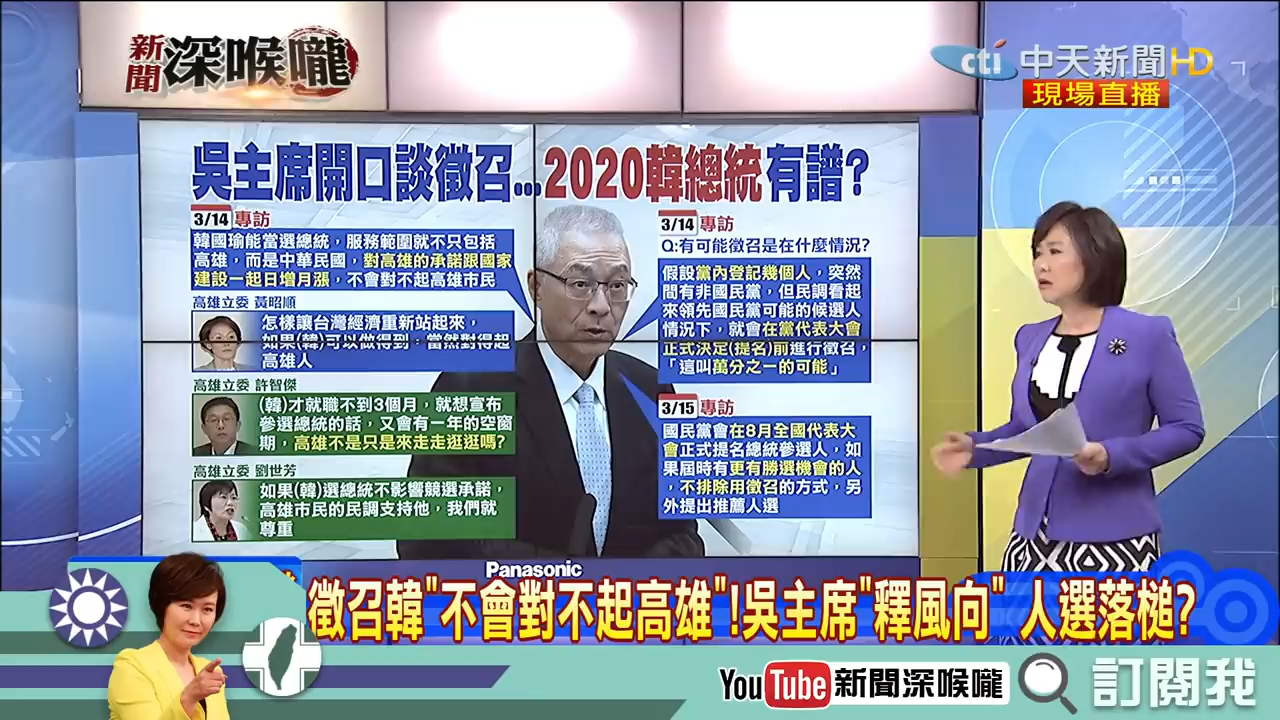 新聞深喉嚨
cti 中天新聞HD
現場直播
吳主席開口談徵召...2020韓總統有譜?
3/14 專訪
韓國瑜能當選總統，服務範圍就不只包括
高雄，而是中華民國，對高雄的承諾跟國家
建設一起日增月漲，不會對不起高雄市民
高雄立委 黃昭順
怎樣讓台灣經濟重新站起來，
如果(韓)可以做得到，當然對得起
高雄人
高雄立委 許智傑
(韓)才就職不到3個月，就想宣布
參選總統的話，又會有一年的空窗
期，高雄不是只是來走走逛逛嗎?
高雄立委 劉世芳
如果(韓)選總統不影響競選承諾，
高雄市民的民調支持他，我們就
尊重
3/14 專訪
Q:有可能徵召是在什麼情況?
假設黨內登記幾個人，突然
間有非國民黨，但民調看起
來領先國民黨可能的候選人
情況下，就會在黨代表大會
正式決定(提名)前進行徵召，
「這叫萬分之一的可能」
3/15 專訪
國民黨會在8月全國代表大
會正式提名總統參選人，如
果屆時有更有勝選機會的人
，不排除用徵召的方式，另
外提出推薦人選
Panasonic
徵召韓"不會對不起高雄"!吳主席"釋風向" 人選落槌?
YouTube 新聞深喉嚨 訂閱我